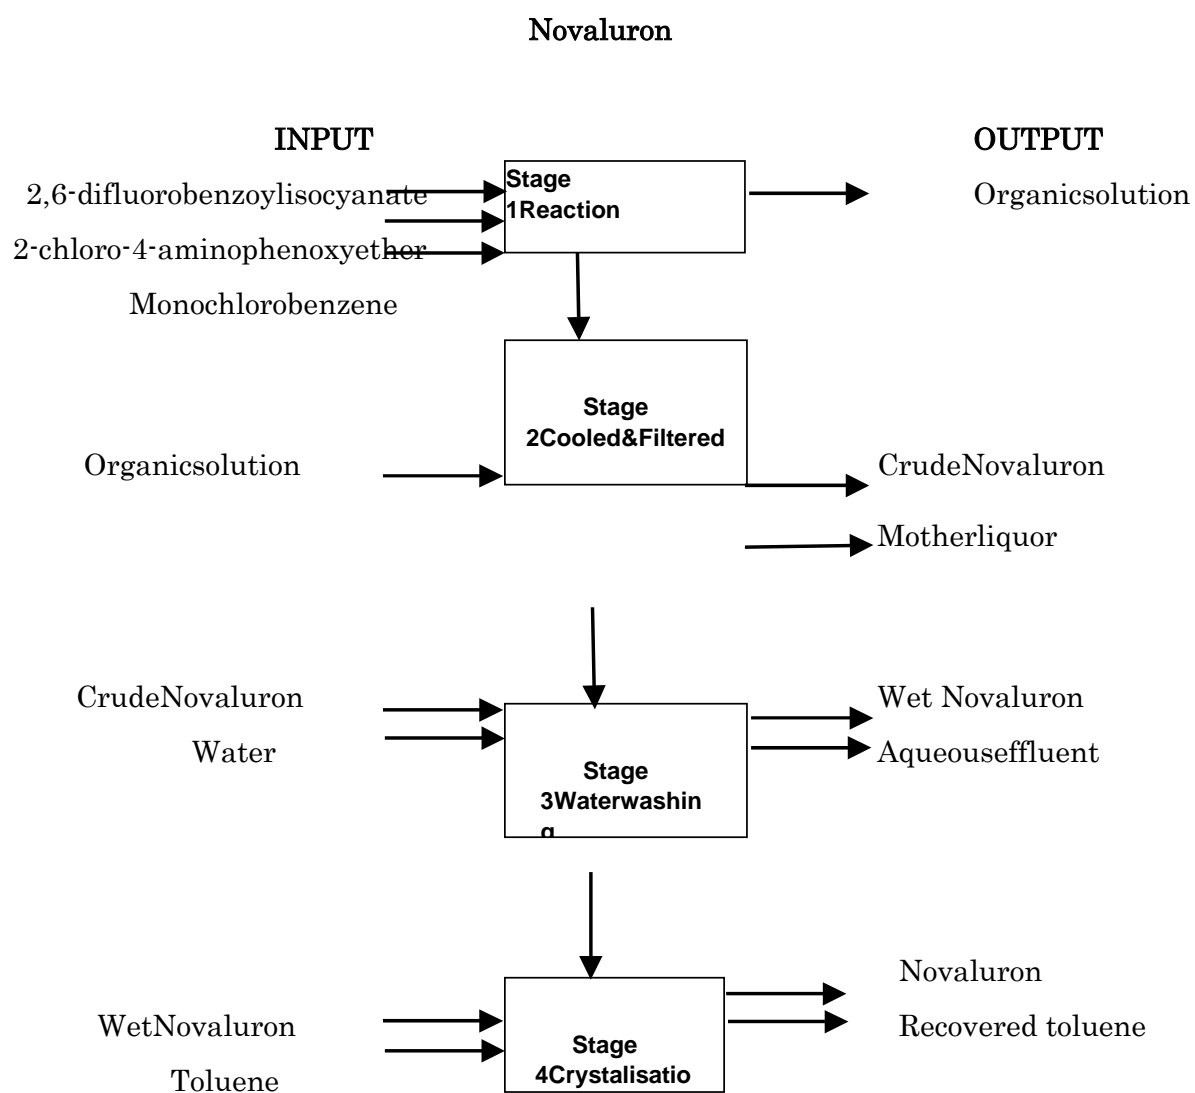 Novaluron
INPUT
OUTPUT
2,6-difluorobenzoylisocyanate
Stage
1Reaction
Organicsolution
2-chloro-4-aminophenoxyether
Monochlorobenzene
Stage
2Cooled&Filtered
Organicsolution
CrudeNovaluron
Motherliquor
CrudeNovaluron
Water
Stage
3Waterwashin
g
Wet Novaluron
Aqueouseffluent
WetNovaluron
Toluene
Stage
4Crystalisatio
Novaluron
Recovered toluene